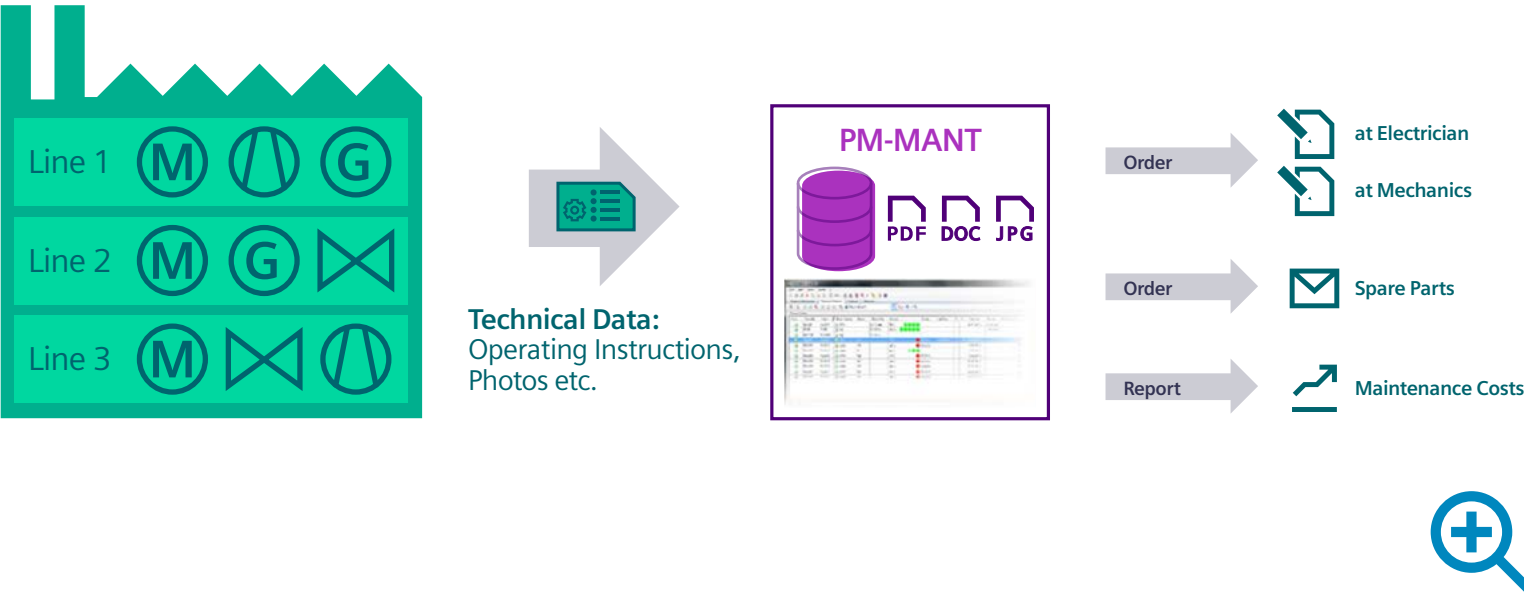 Line 1 M G
Line 2 M G
Line 3 M
Technical Data:
Operating Instructions,
Photos etc.
PM-MANT
PDF DOC JPG
Order
at Electrician
at Mechanics
Order
Spare Parts
Report
Maintenance Costs